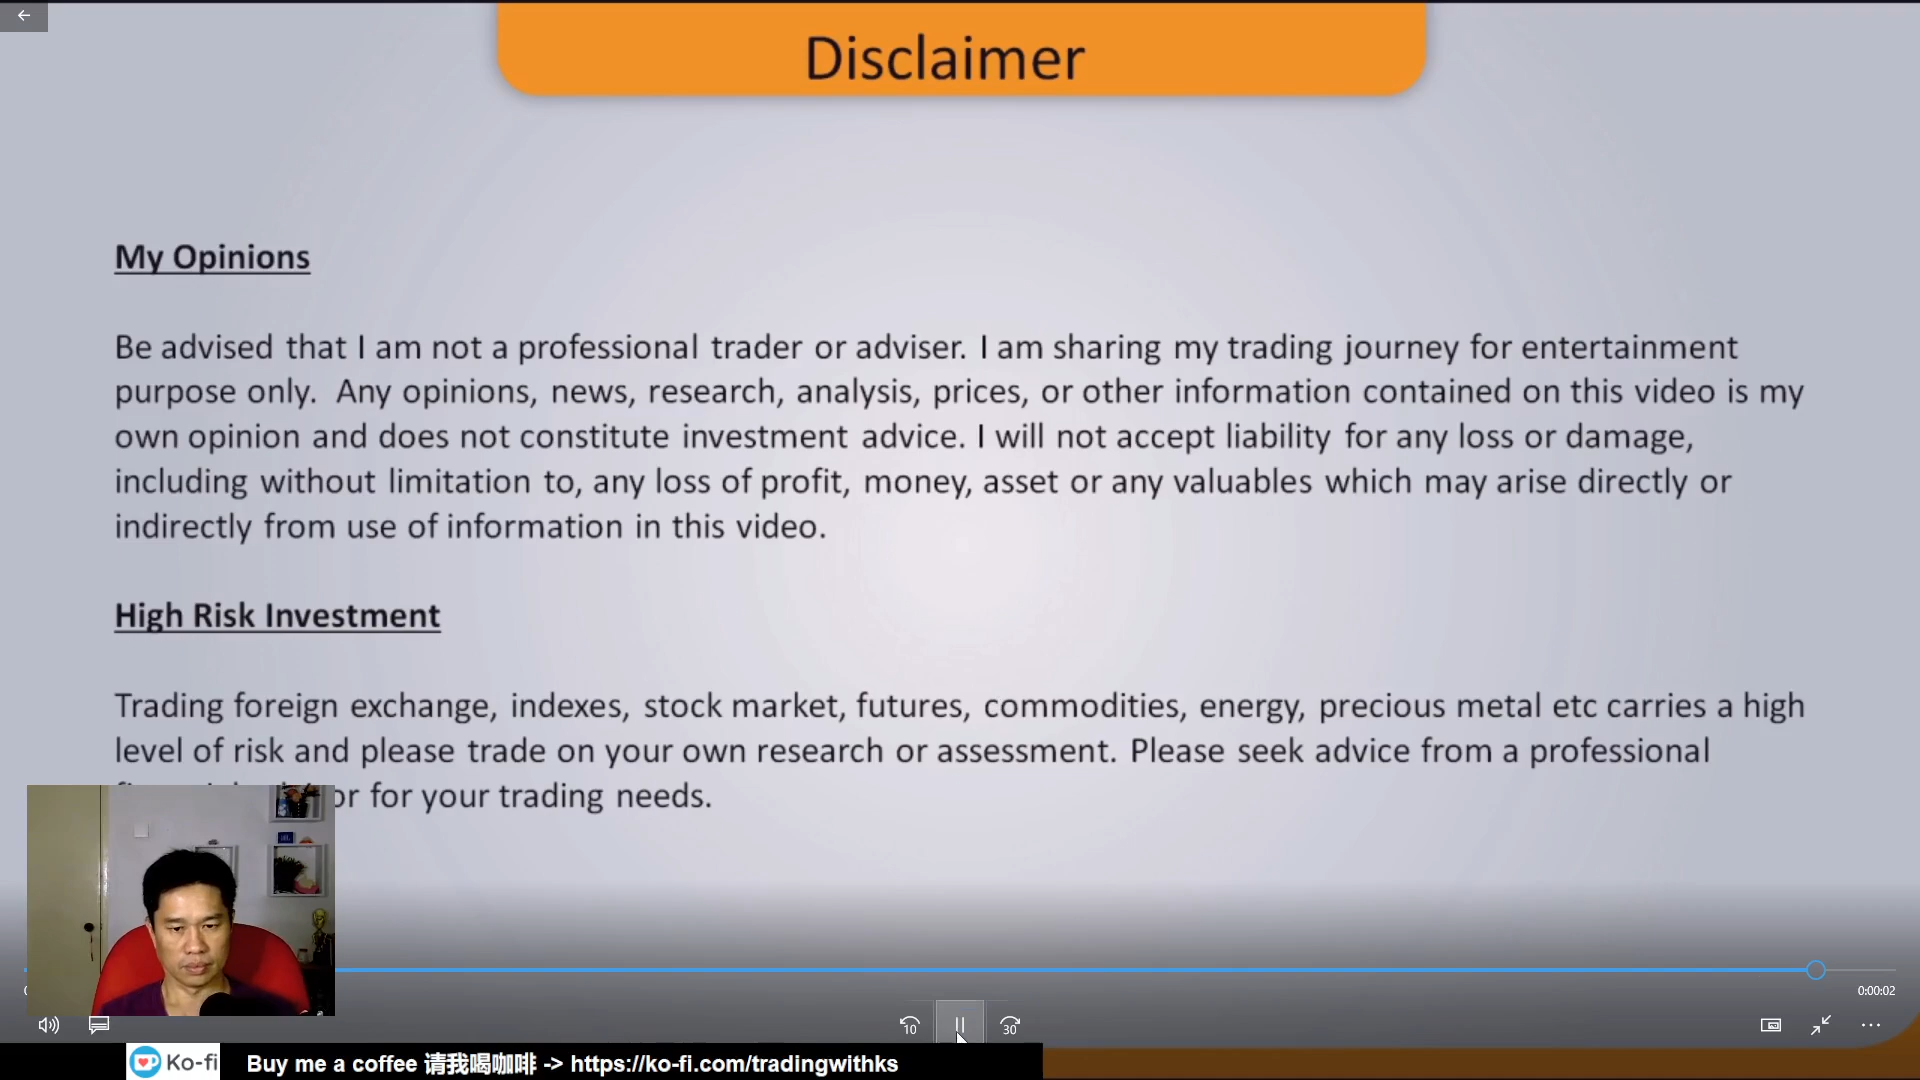 Disclaimer
My Opinions
Be advised that I am not a professional trader or adviser. I am sharing my trading journey for entertainment
purpose only. Any opinions, news, research, analysis, prices, or other information contained on this video is my
own opinion and does not constitute investment advice. I will not accept liability for any loss or damage,
including without limitation to, any loss of profit, money, asset or any valuables which may arise directly or
indirectly from use of information in this video.
High Risk Investment
Trading foreign exchange, indexes, stock market, futures, commodities, energy, precious metal etc carries a high
level of risk and please trade on your own research or assessment. Please seek advice from a professional
for your trading needs.
0:00:02
10
30
Ko-fi
Buy me a coffee 请我喝咖啡 -> https://ko-fi.com/tradingwithks